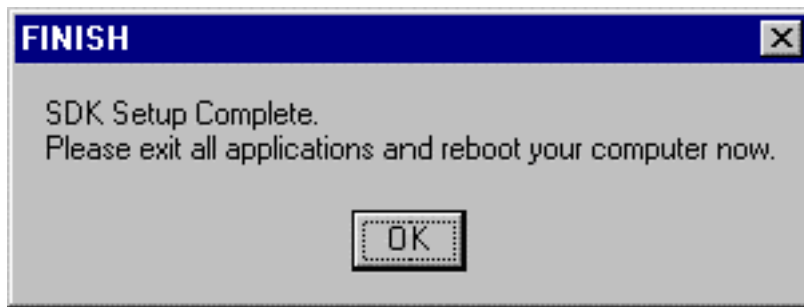 FINISH
SDK Setup Complete.
Please exit all applications and reboot your computer now.
OK